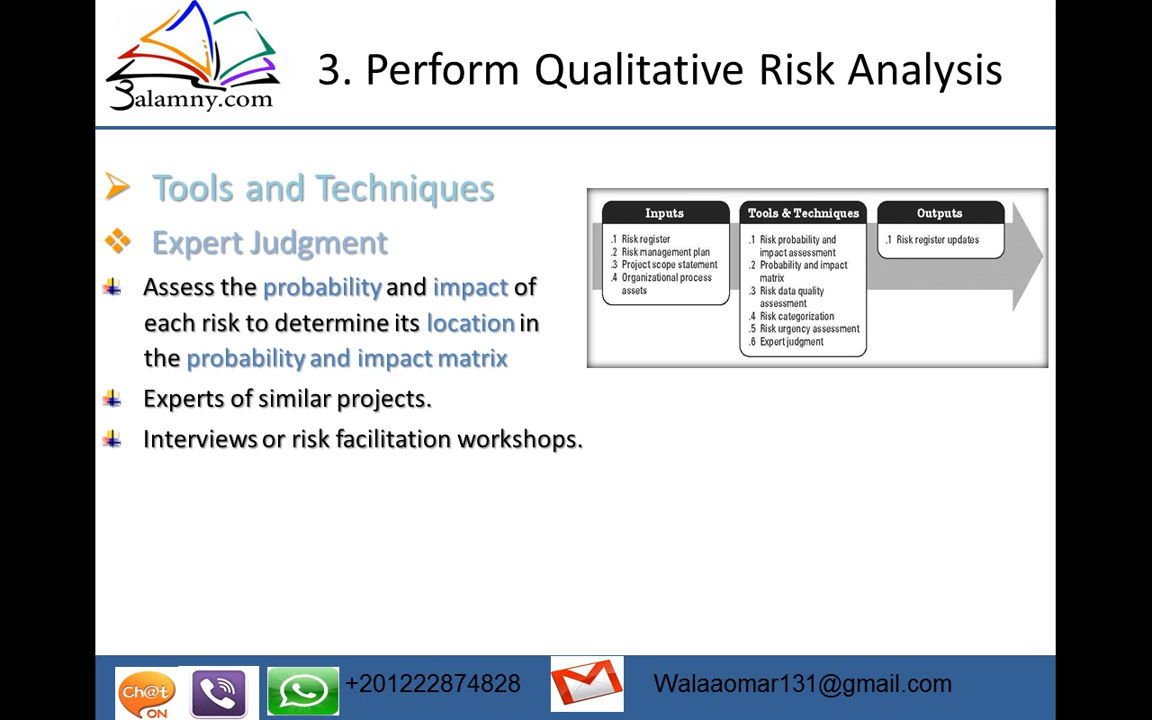 3alamny.com
3. Perform Qualitative Risk Analysis
Tools and Techniques
Expert Judgment
Assess the probability and impact of
each risk to determine its location in
the probability and impact matrix
Experts of similar projects.
Interviews or risk facilitation workshops.
Inputs
.1 Risk register
.2 Risk management plan
.3 Project scope statement
.4 Organizational process
assets
Tools & Techniques
.1 Risk probability and
impact assessment
.2 Probability and impact
matrix
.3 Risk data quality
assessment
.4 Risk categorization
.5 Risk urgency assessment
.6 Expert judgment
Outputs
.1 Risk register updates
Ch@t
ON
+201222874828
Walaaomar131@gmail.com